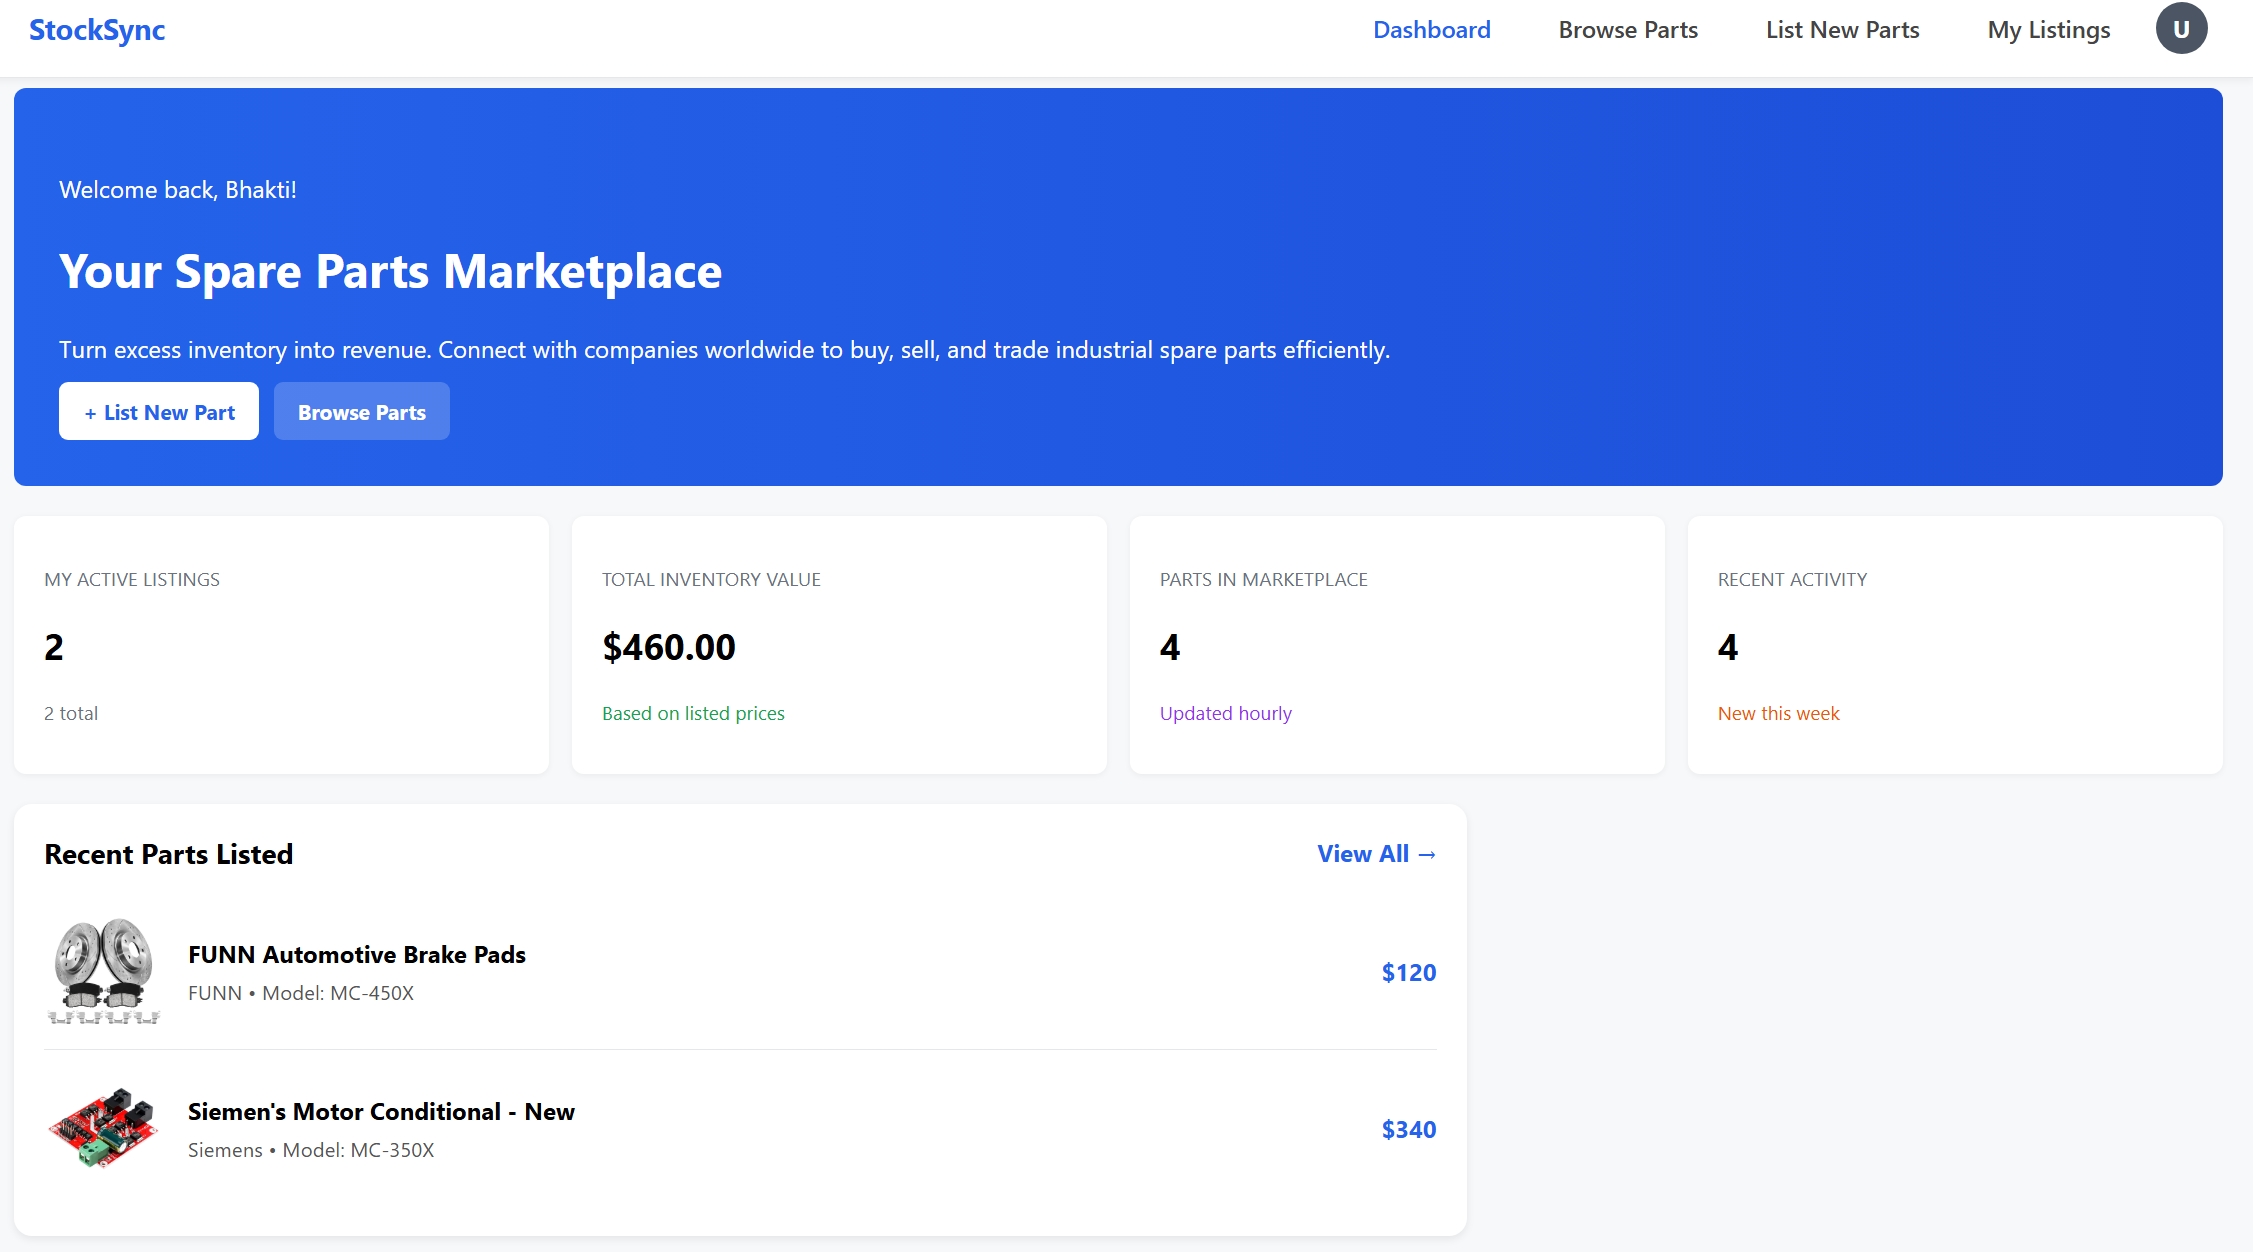 StockSync
Dashboard
Browse Parts
List New Parts
My Listings
U
Welcome back, Bhakti!
Your Spare Parts Marketplace
Turn excess inventory into revenue. Connect with companies worldwide to buy, sell, and trade industrial spare parts efficiently.
+ List New Part
Browse Parts
MY ACTIVE LISTINGS
2
2 total
TOTAL INVENTORY VALUE
$460.00
Based on listed prices
PARTS IN MARKETPLACE
4
Updated hourly
RECENT ACTIVITY
4
New this week
Recent Parts Listed
View All →
FUNN Automotive Brake Pads
FUNN • Model: MC-450X
$120
Siemen's Motor Conditional - New
Siemens • Model: MC-350X
$340